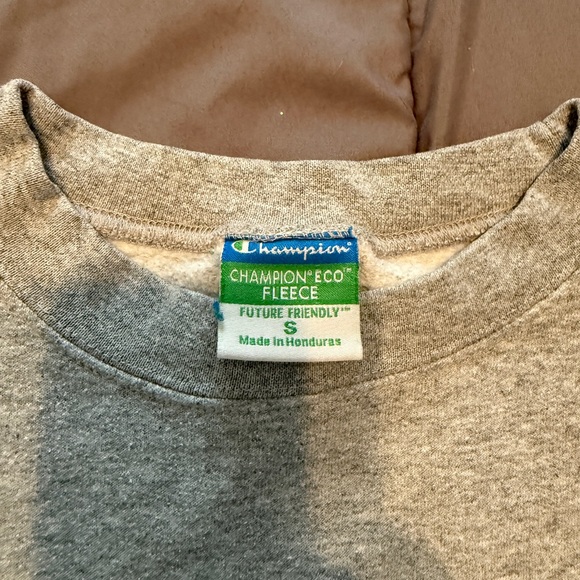 Champion®
CHAMPION® ECO™
FLEECE
FUTURE FRIENDLY™
S
Made in Honduras